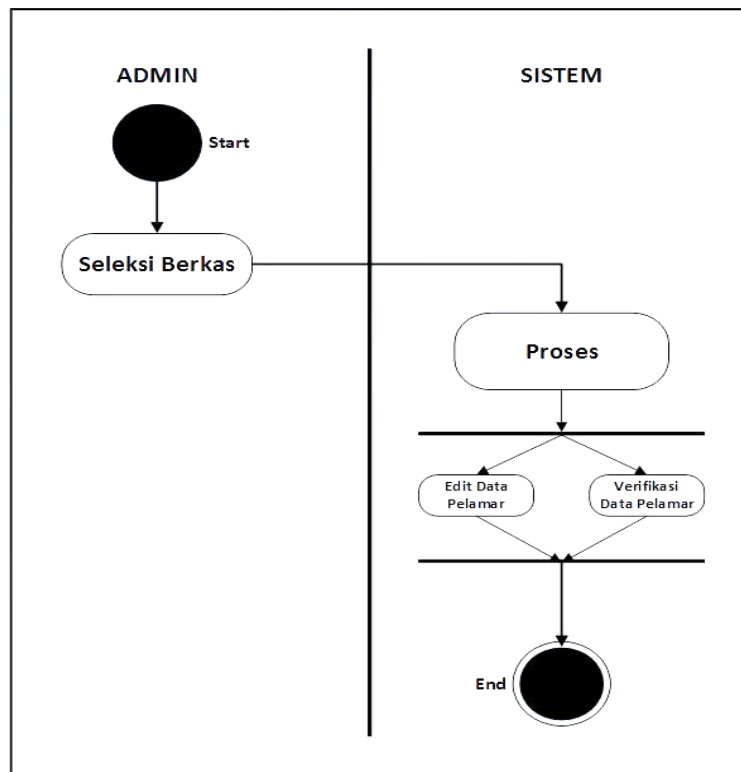 ADMIN
SISTEM
Start
Seleksi Berkas
Proses
Edit Data
Pelamar
Verifikasi
Data Pelamar
End